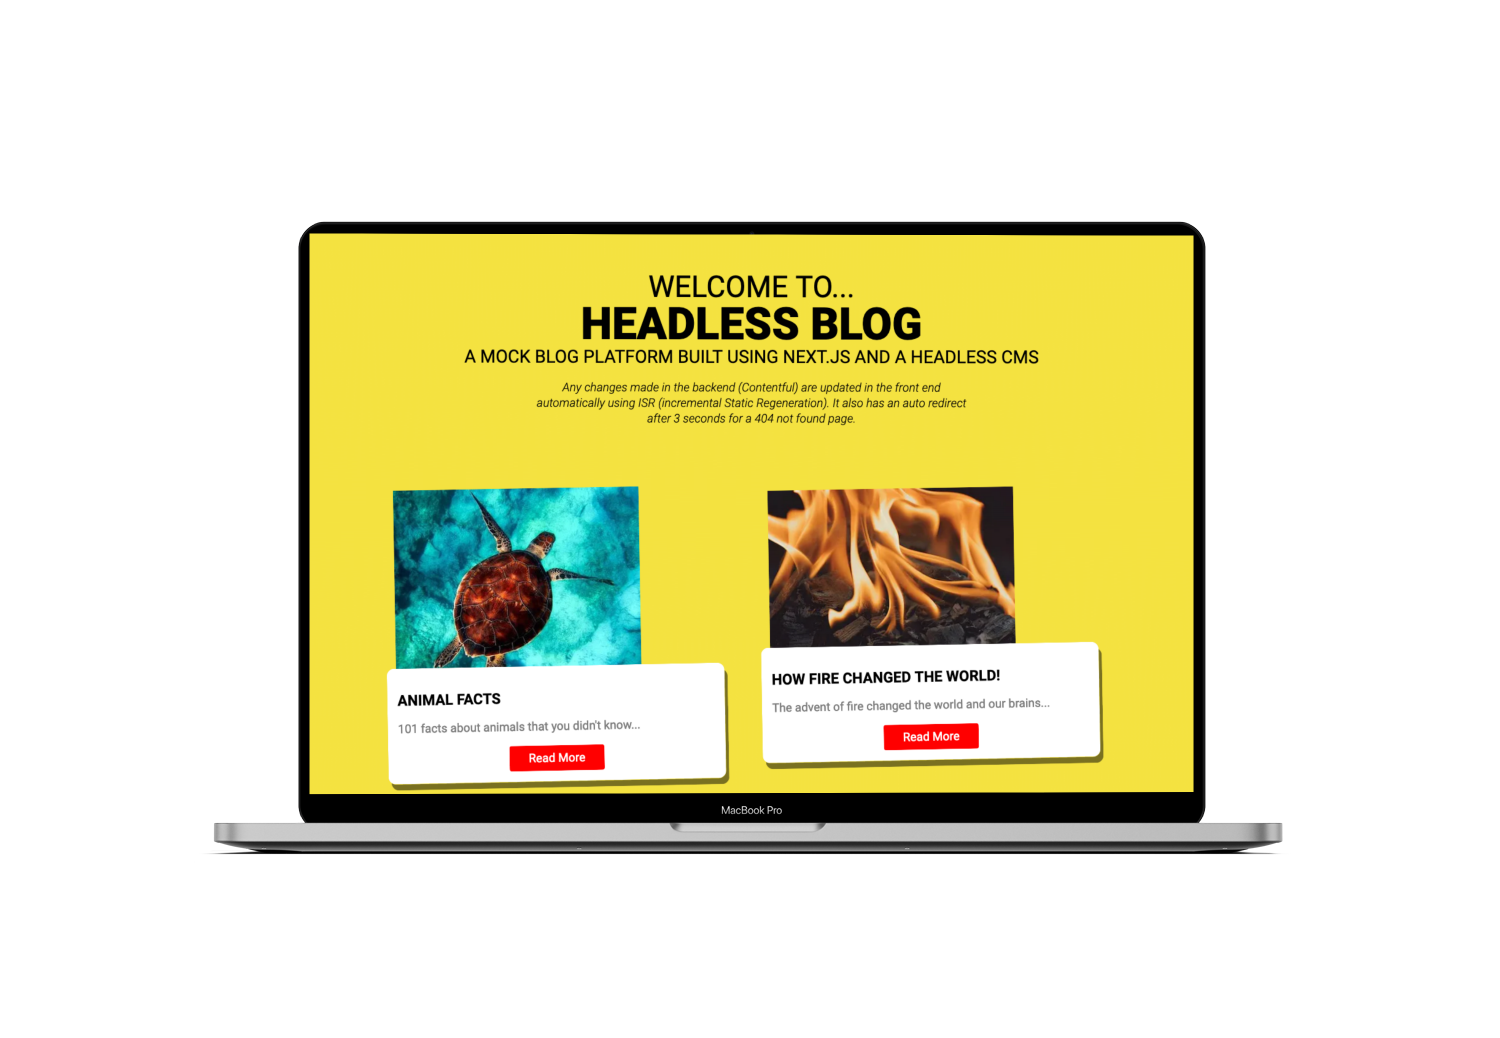 WELCOME TO...
HEADLESS BLOG
A MOCK BLOG PLATFORM BUILT USING NEXT.JS AND A HEADLESS CMS
Any changes made in the backend (Contentful) are updated in the front end
automatically using ISR (incremental Static Regeneration). It also has an auto redirect
after 3 seconds for a 404 not found page.
ANIMAL FACTS
101 facts about animals that you didn't know...
Read More
HOW FIRE CHANGED THE WORLD!
The advent of fire changed the world and our brains...
Read More
MacBook Pro